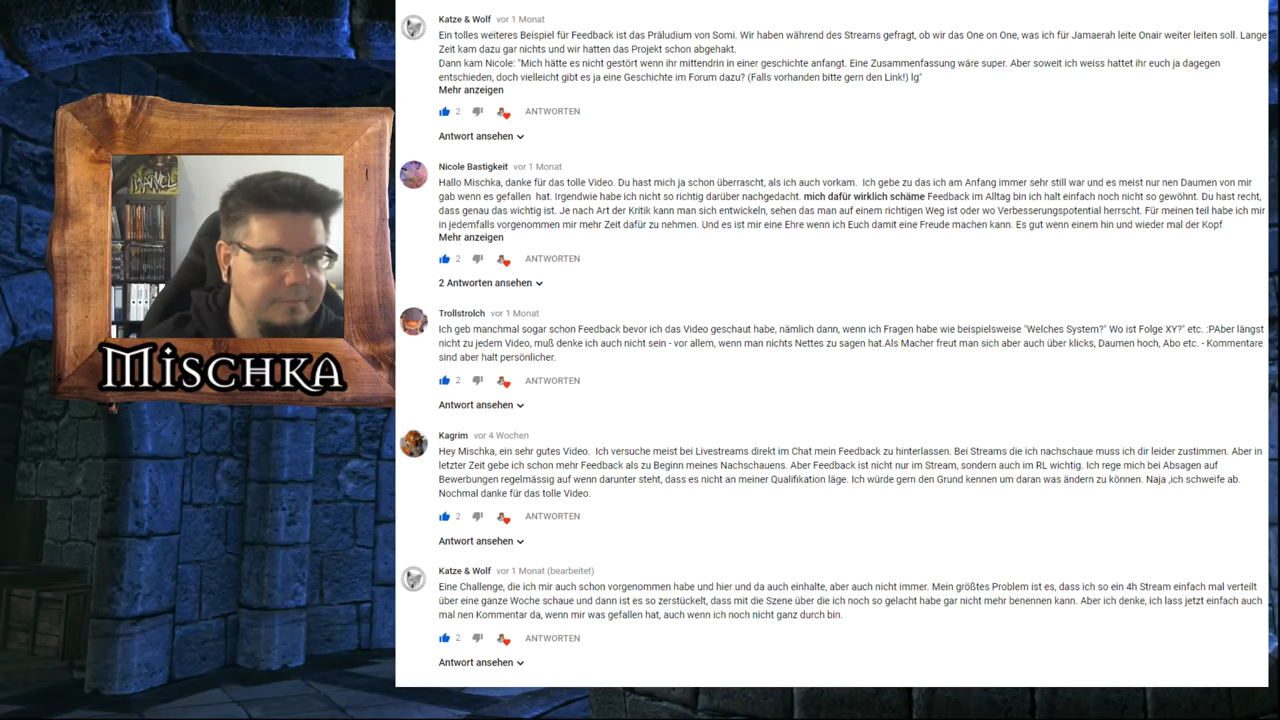 Katze & Wolf vor 1 Monat
Ein tolles weiteres Beispiel für Feedback ist das Präludium von Somi. Wir haben während des Streams gefragt, ob wir das One on One, was ich für Jamaerah leite Onair weiter leiten soll. Lange
Zeit kam dazu gar nichts und wir hatten das Projekt schon abgehakt.
Dann kam Nicole: "Mich hätte es nicht gestört wenn ihr mittendrin in einer geschichte anfangt. Eine Zusammenfassung wäre super. Aber soweit ich weiss hattet ihr euch ja dagegen
entschieden, doch vielleicht gibt es ja eine Geschichte im Forum dazu? (Falls vorhanden bitte gern den Link!) lg"
Mehr anzeigen
2 ANTWORTEN
Antwort ansehen
Nicole Bastigkeit vor 1 Monat
Hallo Mischka, danke für das tolle Video. Du hast mich ja schon überrascht, als ich auch vorkam. Ich gebe zu das ich am Anfang immer sehr still war und es meist nur nen Daumen von mir
gab wenn es gefallen hat. Irgendwie habe ich nicht so richtig darüber nachgedacht. mich dafür wirklich schäme Feedback im Alltag bin ich halt einfach noch nicht so gewöhnt. Du hast recht,
dass genau das wichtig ist. Je nach Art der Kritik kann man sich entwickeln, sehen das man auf einem richtigen Weg ist oder wo Verbesserungspotential herrscht. Für meinen teil habe ich mir
in jedemfalls vorgenommen mir mehr Zeit dafür zu nehmen. Und es ist mir eine Ehre wenn ich Euch damit eine Freude machen kann. Es gut wenn einem hin und wieder mal der Kopf
Mehr anzeigen
2 ANTWORTEN
2 Antworten ansehen
Trollstrolch vor 1 Monat
Ich geb manchmal sogar schon Feedback bevor ich das Video geschaut habe, nämlich dann, wenn ich Fragen habe wie beispielsweise "Welches System?" Wo ist Folge XY?" etc. :PAber längst
nicht zu jedem Video, muß denke ich auch nicht sein - vor allem, wenn man nichts Nettes zu sagen hat.Als Macher freut man sich aber auch über klicks, Daumen hoch, Abo etc. - Kommentare
sind aber halt persönlicher.
2 ANTWORTEN
Antwort ansehen
MISCHKA
Kagrim vor 4 Wochen
Hey Mischka, ein sehr gutes Video. Ich versuche meist bei Livestreams direkt im Chat mein Feedback zu hinterlassen. Bei Streams die ich nachschaue muss ich dir leider zustimmen. Aber in
letzter Zeit gebe ich schon mehr Feedback als zu Beginn meines Nachschauens. Aber Feedback ist nicht nur im Stream, sondern auch im RL wichtig. Ich rege mich bei Absagen auf
Bewerbungen regelmässig auf wenn darunter steht, dass es nicht an meiner Qualifikation läge. Ich würde gern den Grund kennen um daran was ändern zu können. Naja ,ich schweife ab.
Nochmal danke für das tolle Video.
2 ANTWORTEN
Antwort ansehen
Katze & Wolf vor 1 Monat (bearbeitet)
Eine Challenge, die ich mir auch schon vorgenommen habe und hier und da auch einhalte, aber auch nicht immer. Mein größtes Problem ist es, dass ich so ein 4h Stream einfach mal verteilt
über eine ganze Woche schaue und dann ist es so zerstückelt, dass mit die Szene über die ich noch so gelacht habe gar nicht mehr benennen kann. Aber ich denke, ich lass jetzt einfach auch
mal nen Kommentar da, wenn mir was gefallen hat, auch wenn ich noch nicht ganz durch bin.
2 ANTWORTEN
Antwort ansehen